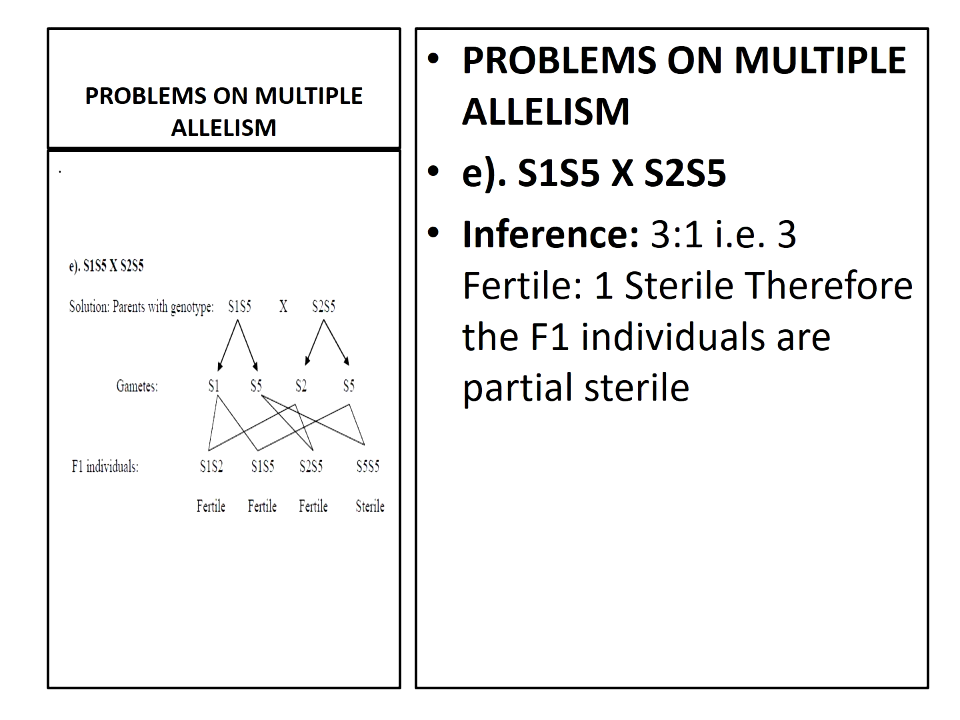 PROBLEMS ON MULTIPLE
ALLELISM
.
e). S1S5 X S2S5
Solution: Parents with genotype: S1S5 X S2S5
Gametes: S1 S5 S2 S5
F1 individuals: S1S2 S1S5 S2S5 S5S5
Fertile Fertile Fertile Sterile
• PROBLEMS ON MULTIPLE
ALLELISM
• e). S1S5 X S2S5
• Inference: 3:1 i.e. 3
Fertile: 1 Sterile Therefore
the F1 individuals are
partial sterile